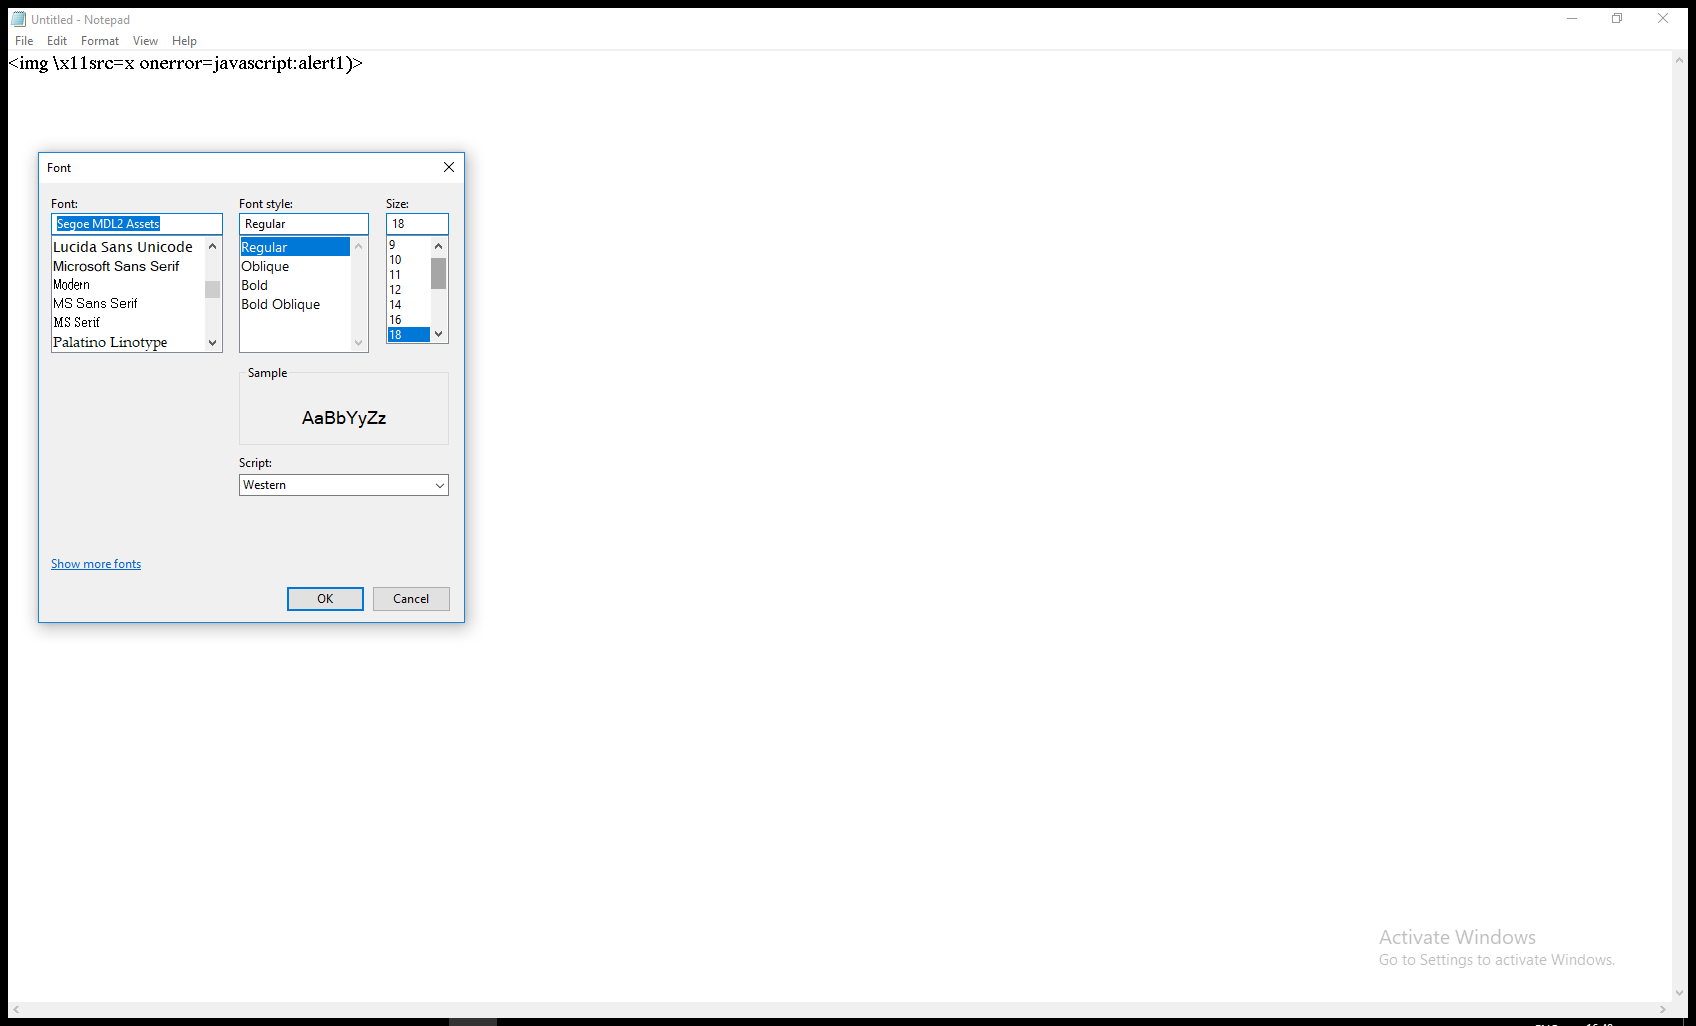 Untitled - Notepad
File Edit Format View Help
<img \x11src=x onerror=javascript:alert1)>
Font
Font: Font style: Size:
Segoe MDL2 Assets Regular 18
Lucida Sans Unicode Regular 9
Microsoft Sans Serif Oblique 10
Modern Bold 11
MS Sans Serif Bold Oblique 12
MS Serif 14
Palatino Linotype 16
18
Sample
AaBbYyZz
Script:
Western
Show more fonts
OK Cancel
Activate Windows
Go to Settings to activate Windows.